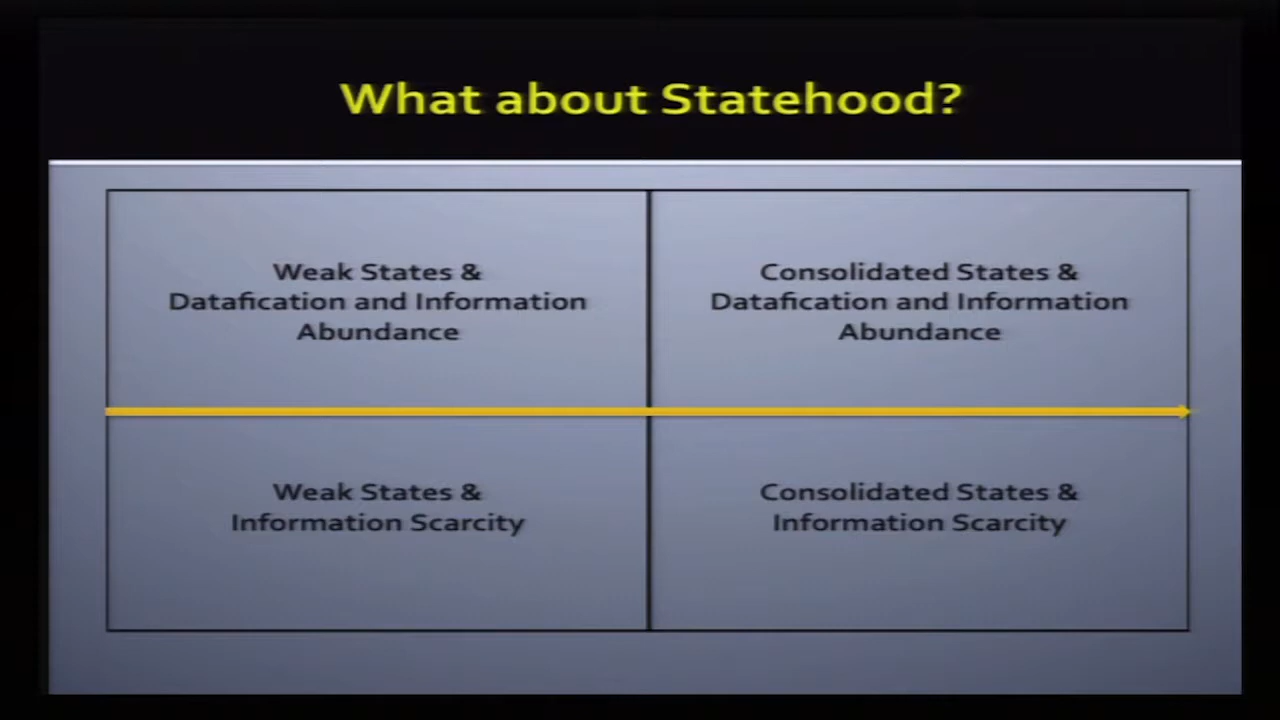 What about Statehood?
Weak States &
Datafication and Information
Abundance
Consolidated States &
Datafication and Information
Abundance
Weak States &
Information Scarcity
Consolidated States &
Information Scarcity